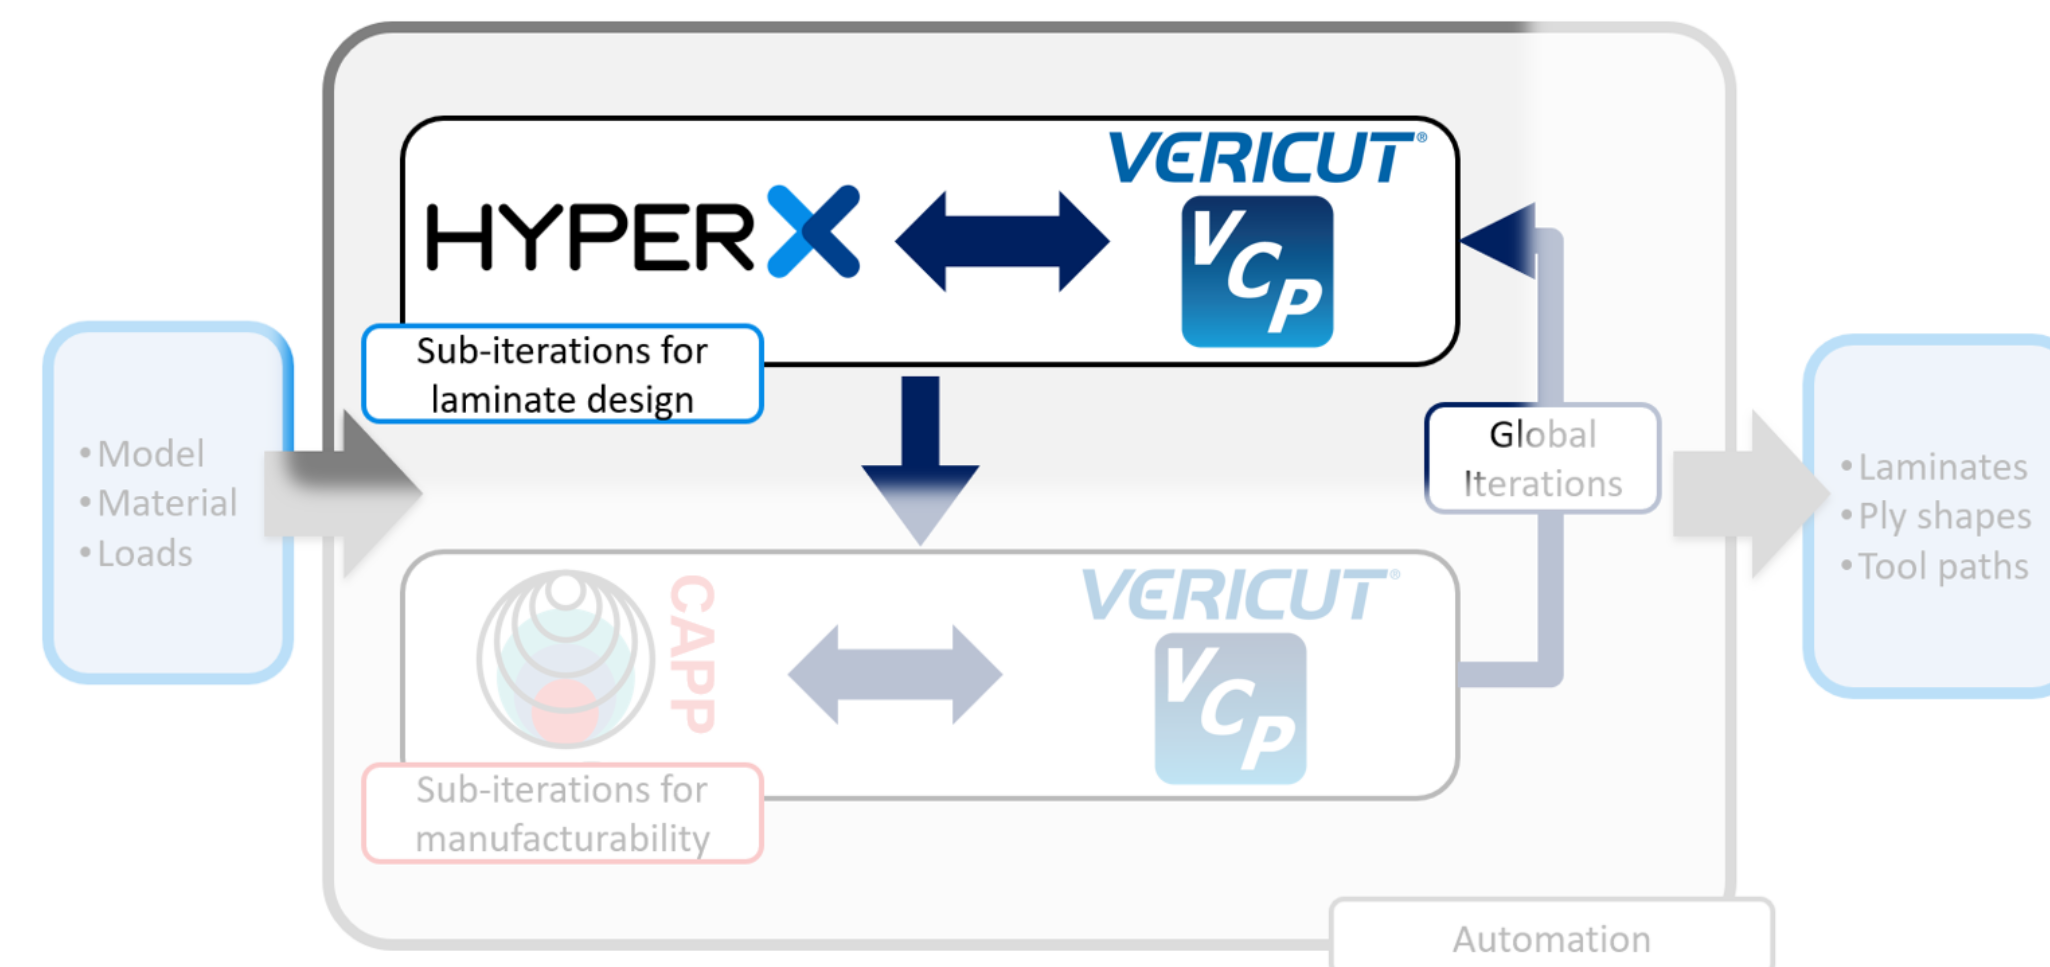 VERICUT®
HYPERX
VCP
Sub-iterations for
laminate design
• Model
• Material
• Loads
Global
Iterations
• Laminates
• Ply shapes
• Tool paths
CAPP
VERICUT®
VCP
Sub-iterations for
manufacturability
Automation